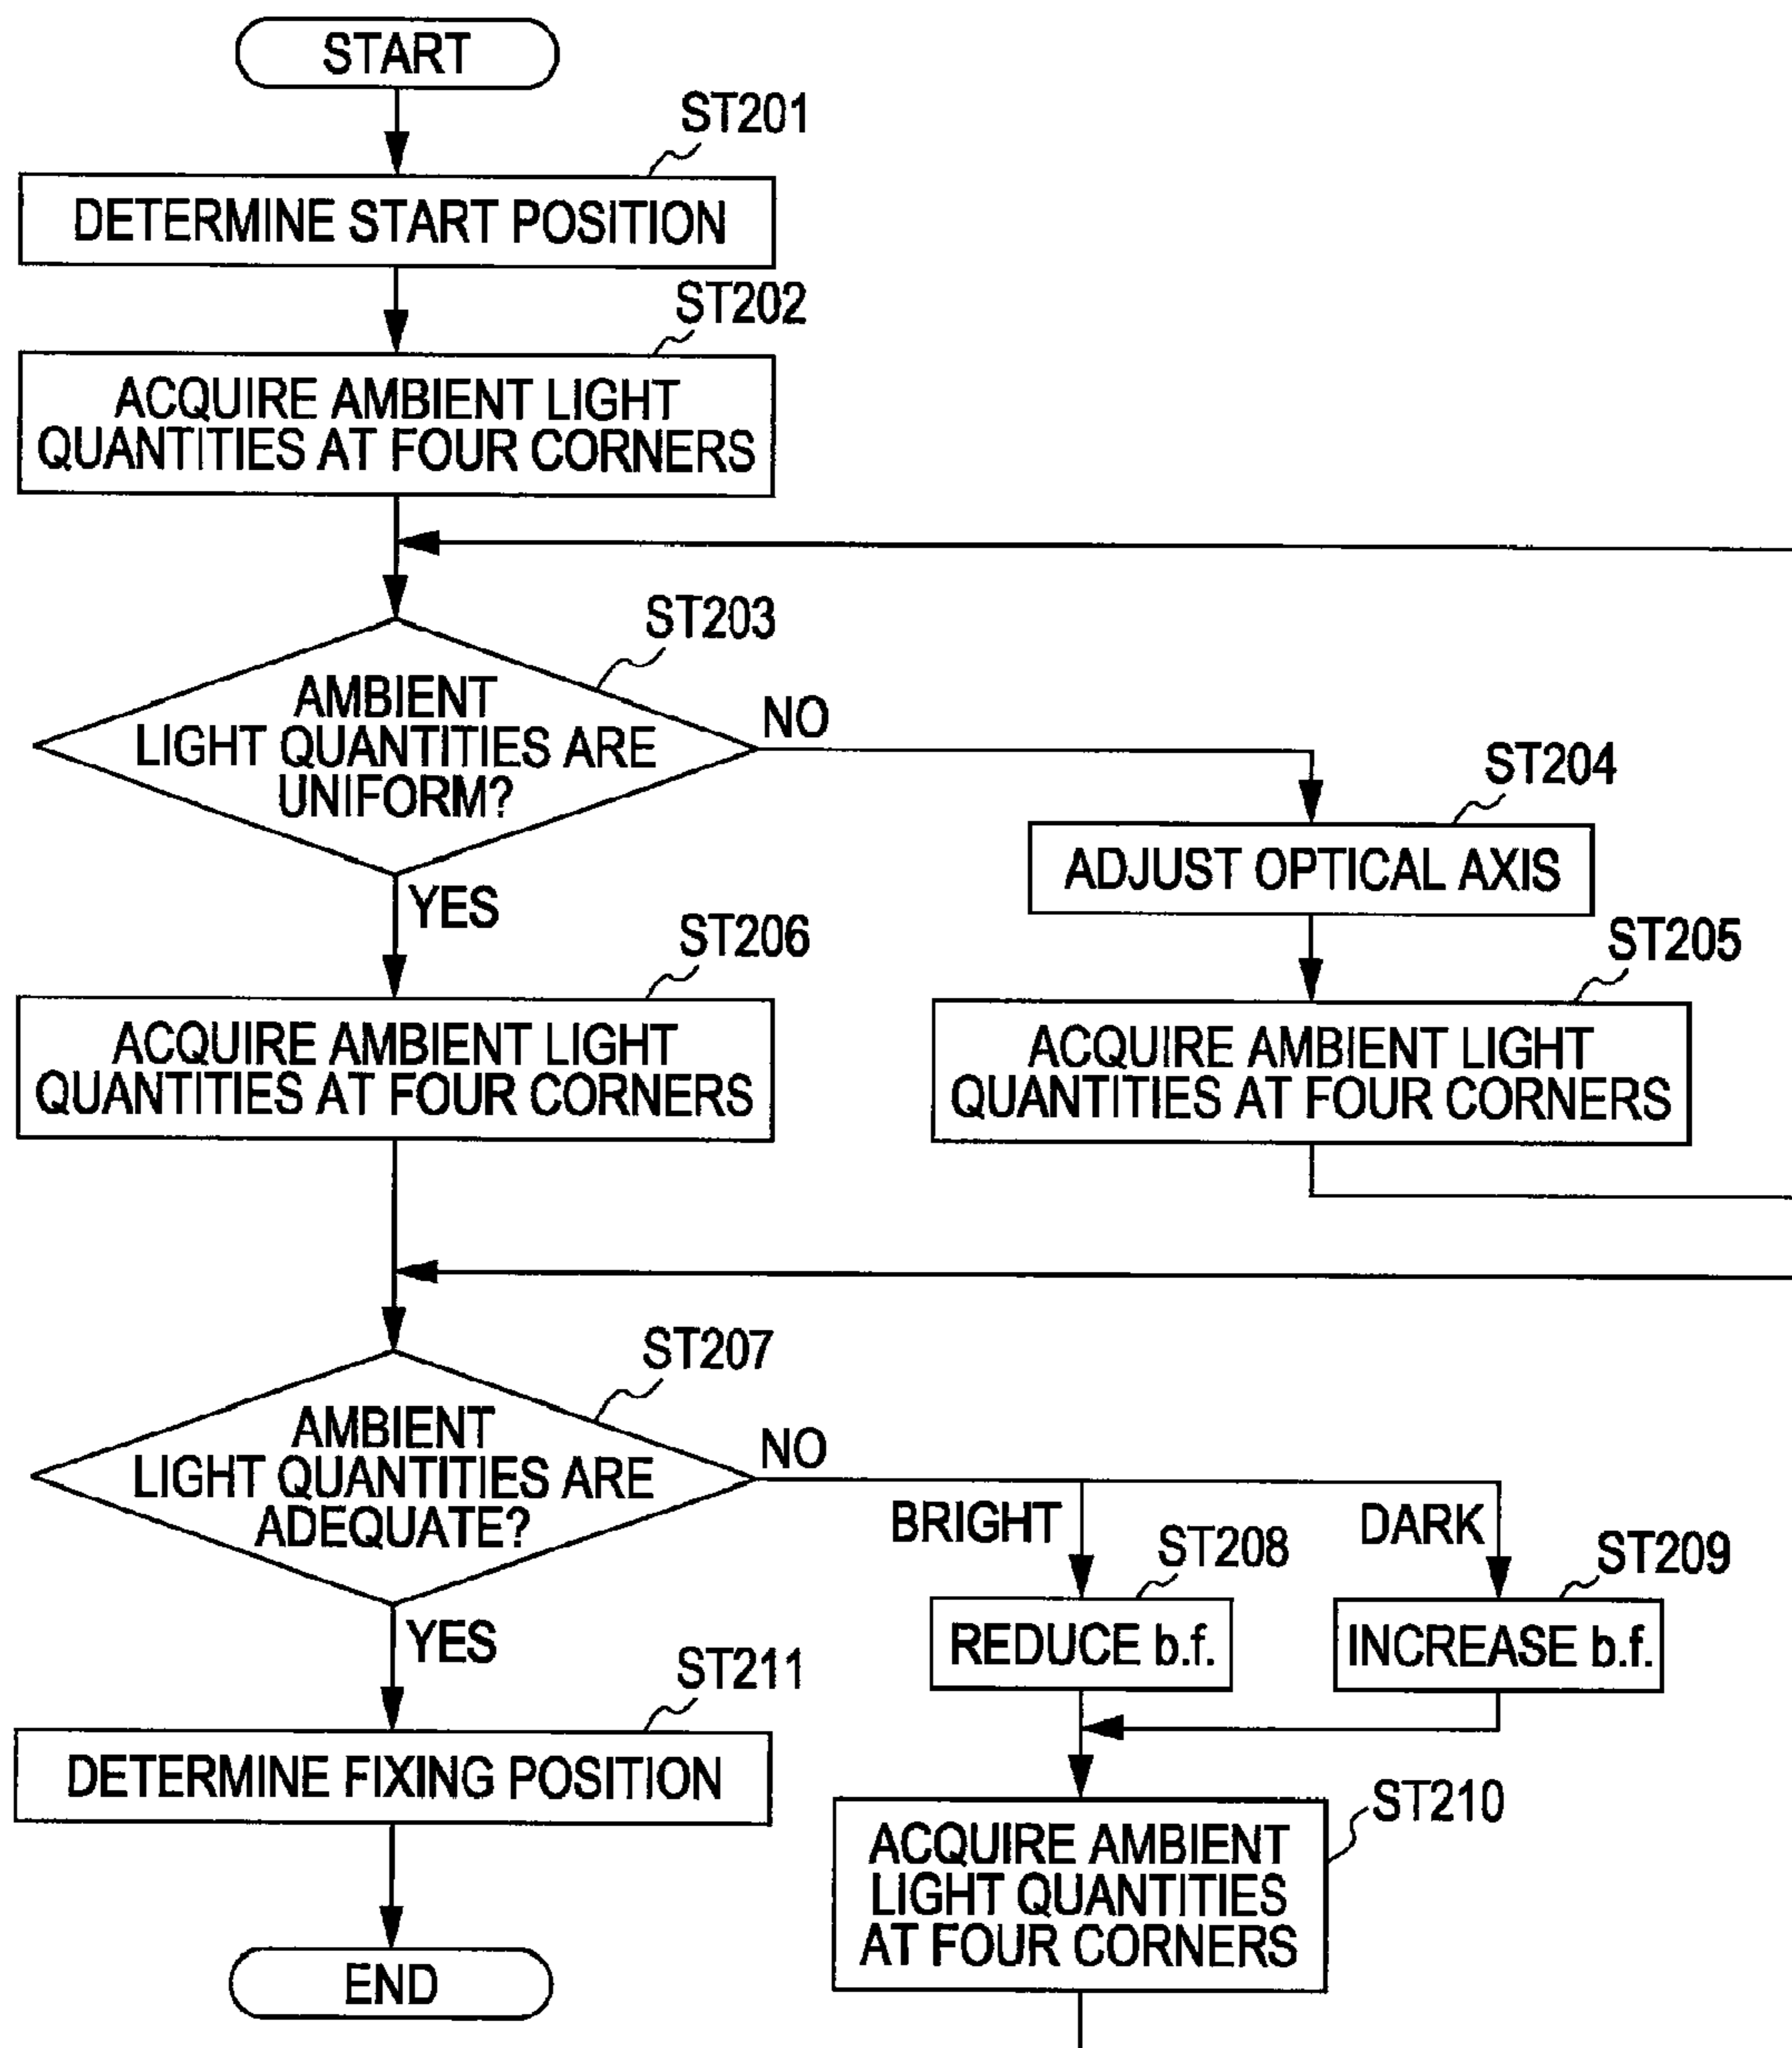 START
ST201
DETERMINE START POSITION
ST202
ACQUIRE AMBIENT LIGHT
QUANTITIES AT FOUR CORNERS
ST203
AMBIENT
LIGHT QUANTITIES ARE
UNIFORM?
NO
ST204
ADJUST OPTICAL AXIS
YES
ST205
ACQUIRE AMBIENT LIGHT
QUANTITIES AT FOUR CORNERS
ST206
ACQUIRE AMBIENT LIGHT
QUANTITIES AT FOUR CORNERS
ST207
AMBIENT
LIGHT QUANTITIES ARE
ADEQUATE?
NO
BRIGHT
ST208
REDUCE b.f.
DARK
ST209
INCREASE b.f.
YES
ST211
DETERMINE FIXING POSITION
ST210
ACQUIRE AMBIENT
LIGHT QUANTITIES
AT FOUR CORNERS
END